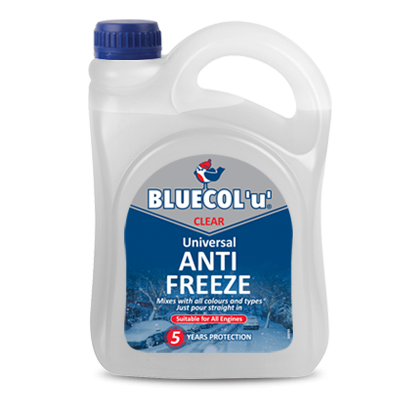 BLUECOL 'u'®
CLEAR
Universal
ANTI
FREEZE
Mixes with all colours and types*
Just pour straight in
Suitable for All Engines
5 YEARS PROTECTION